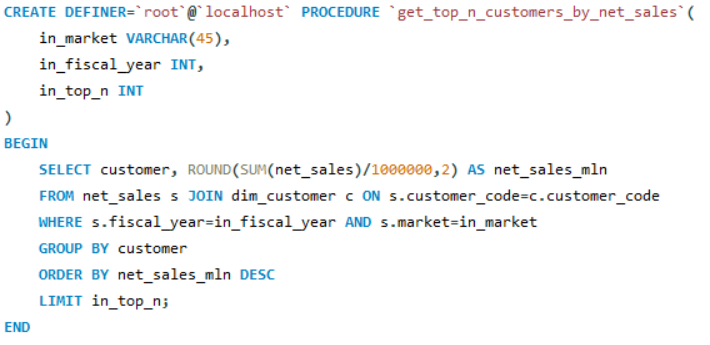 CREATE DEFINER=`root`@`localhost` PROCEDURE `get_top_n_customers_by_net_sales`(
    in_market VARCHAR(45),
    in_fiscal_year INT,
    in_top_n INT
)
BEGIN
    SELECT customer, ROUND(SUM(net_sales)/1000000,2) AS net_sales_mln
    FROM net_sales s JOIN dim_customer c ON s.customer_code=c.customer_code
    WHERE s.fiscal_year=in_fiscal_year AND s.market=in_market
    GROUP BY customer
    ORDER BY net_sales_mln DESC
    LIMIT in_top_n;
END